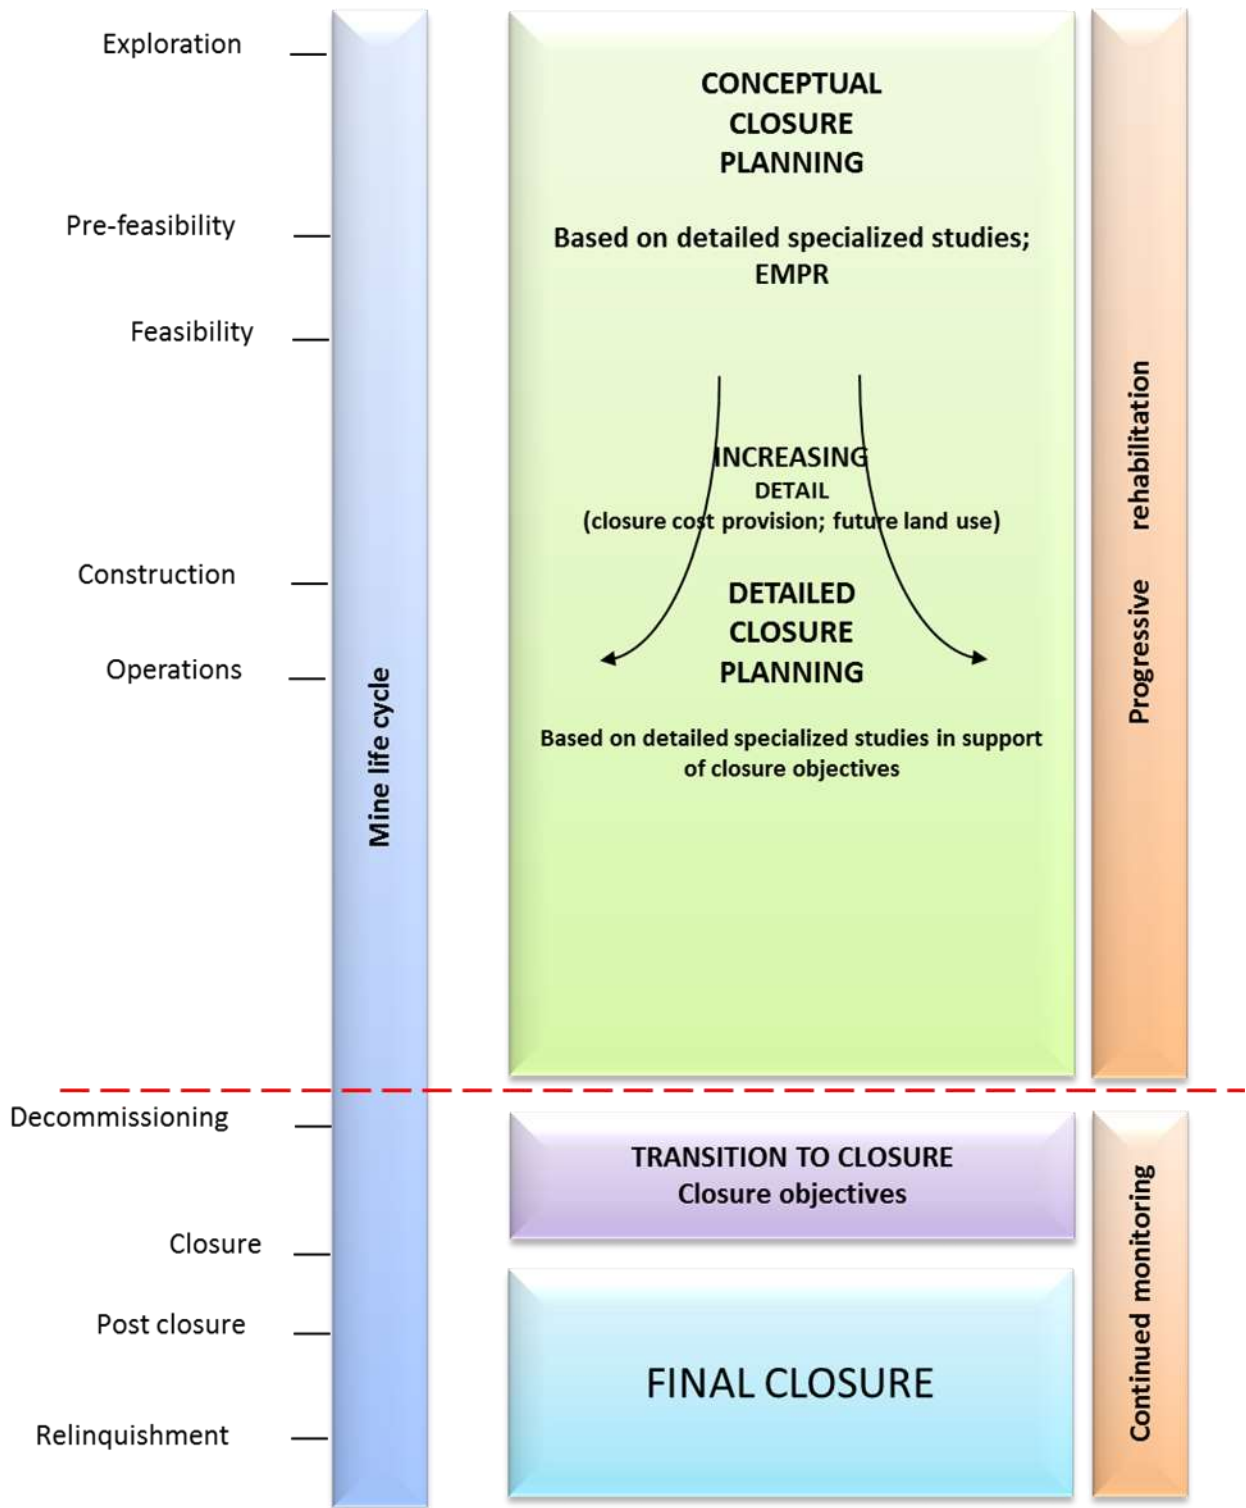 Exploration
Pre-feasibility
Feasibility
Construction
Operations
Decommissioning
Closure
Post closure
Relinquishment
Mine life cycle
CONCEPTUAL
CLOSURE
PLANNING
Based on detailed specialized studies;
EMPR
INCREASING
DETAIL
(closure cost provision; future land use)
DETAILED
CLOSURE
PLANNING
Based on detailed specialized studies in support
of closure objectives
TRANSITION TO CLOSURE
Closure objectives
FINAL CLOSURE
Progressive rehabilitation
Continued monitoring